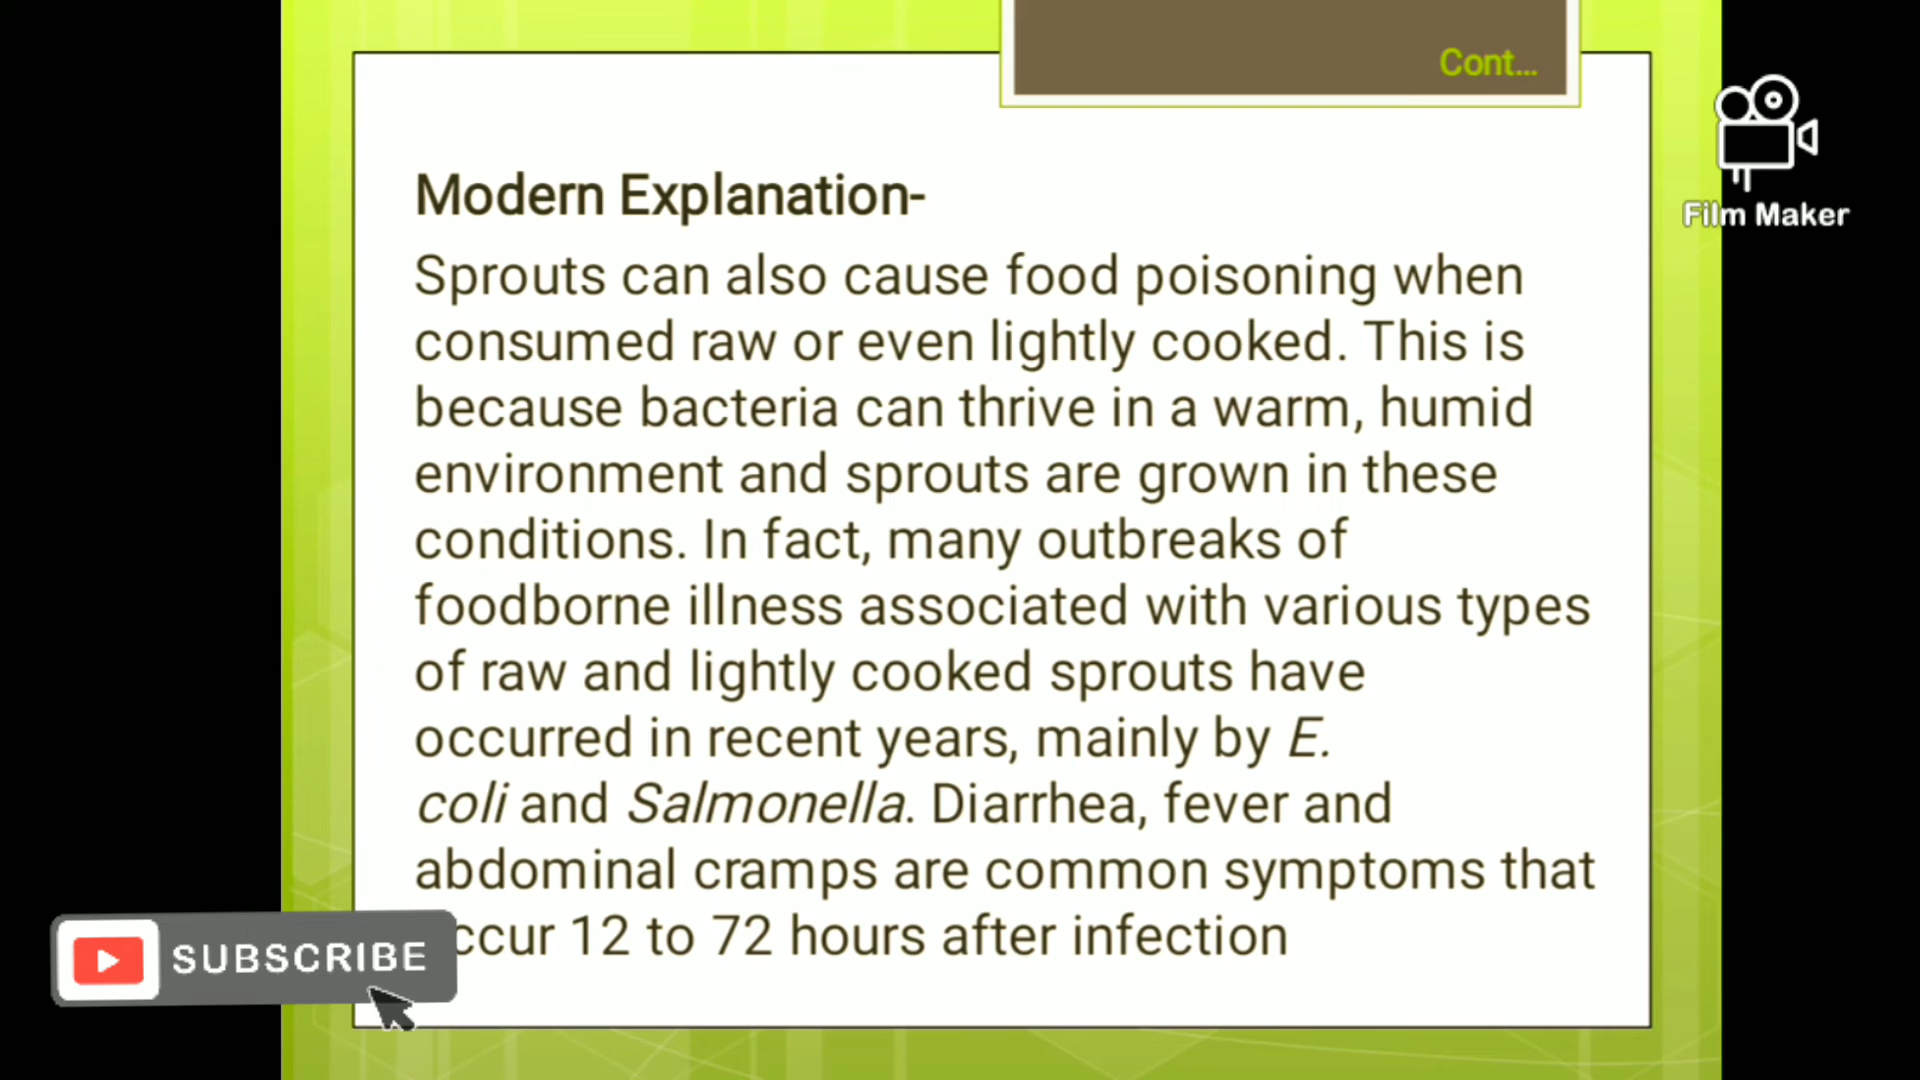 Cont...
Film Maker
Modern Explanation-
Sprouts can also cause food poisoning when
consumed raw or even lightly cooked. This is
because bacteria can thrive in a warm, humid
environment and sprouts are grown in these
conditions. In fact, many outbreaks of
foodborne illness associated with various types
of raw and lightly cooked sprouts have
occurred in recent years, mainly by E.
coli and Salmonella. Diarrhea, fever and
abdominal cramps are common symptoms that
ccur 12 to 72 hours after infection
SUBSCRIBE